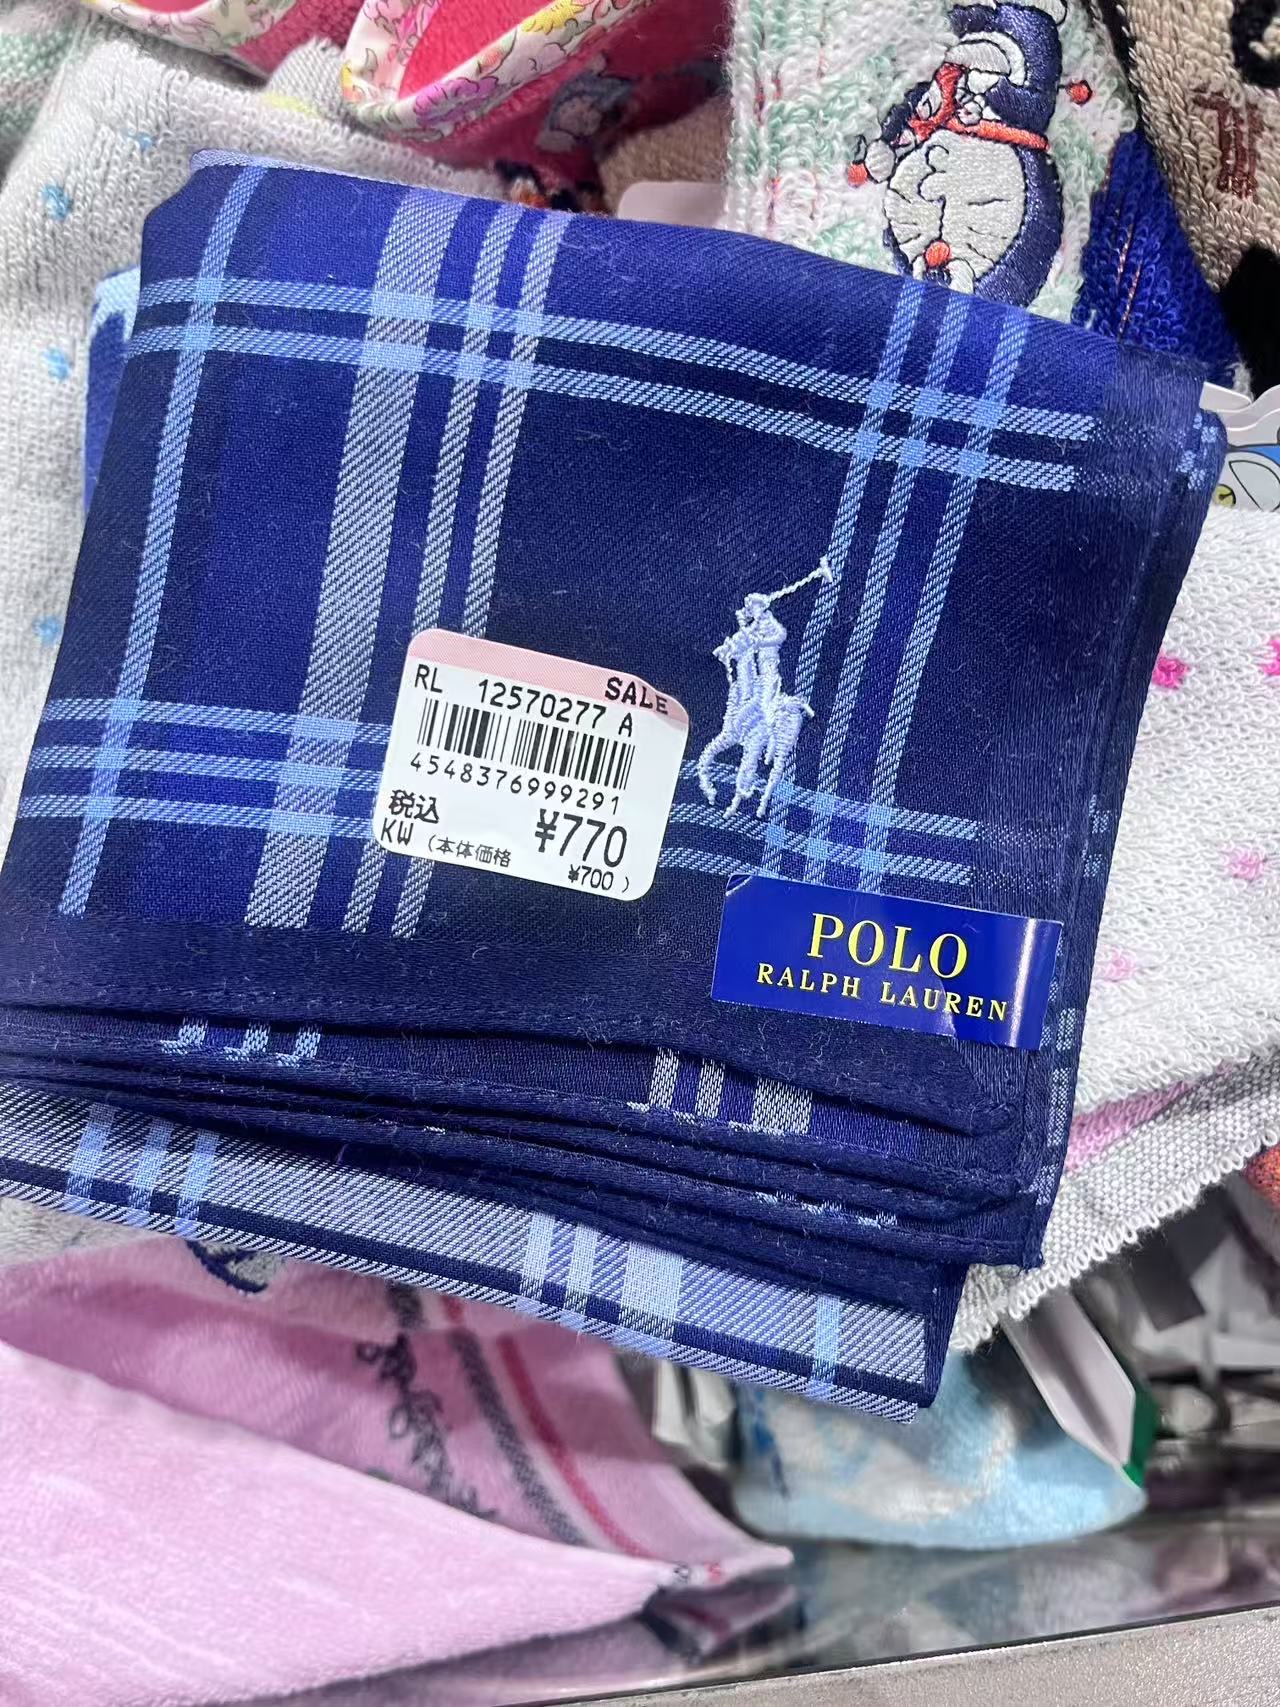 SALE
RL 12570277 A
4548376999291
税込 ¥770
KW (本体価格 ¥700)
POLO
RALPH LAUREN